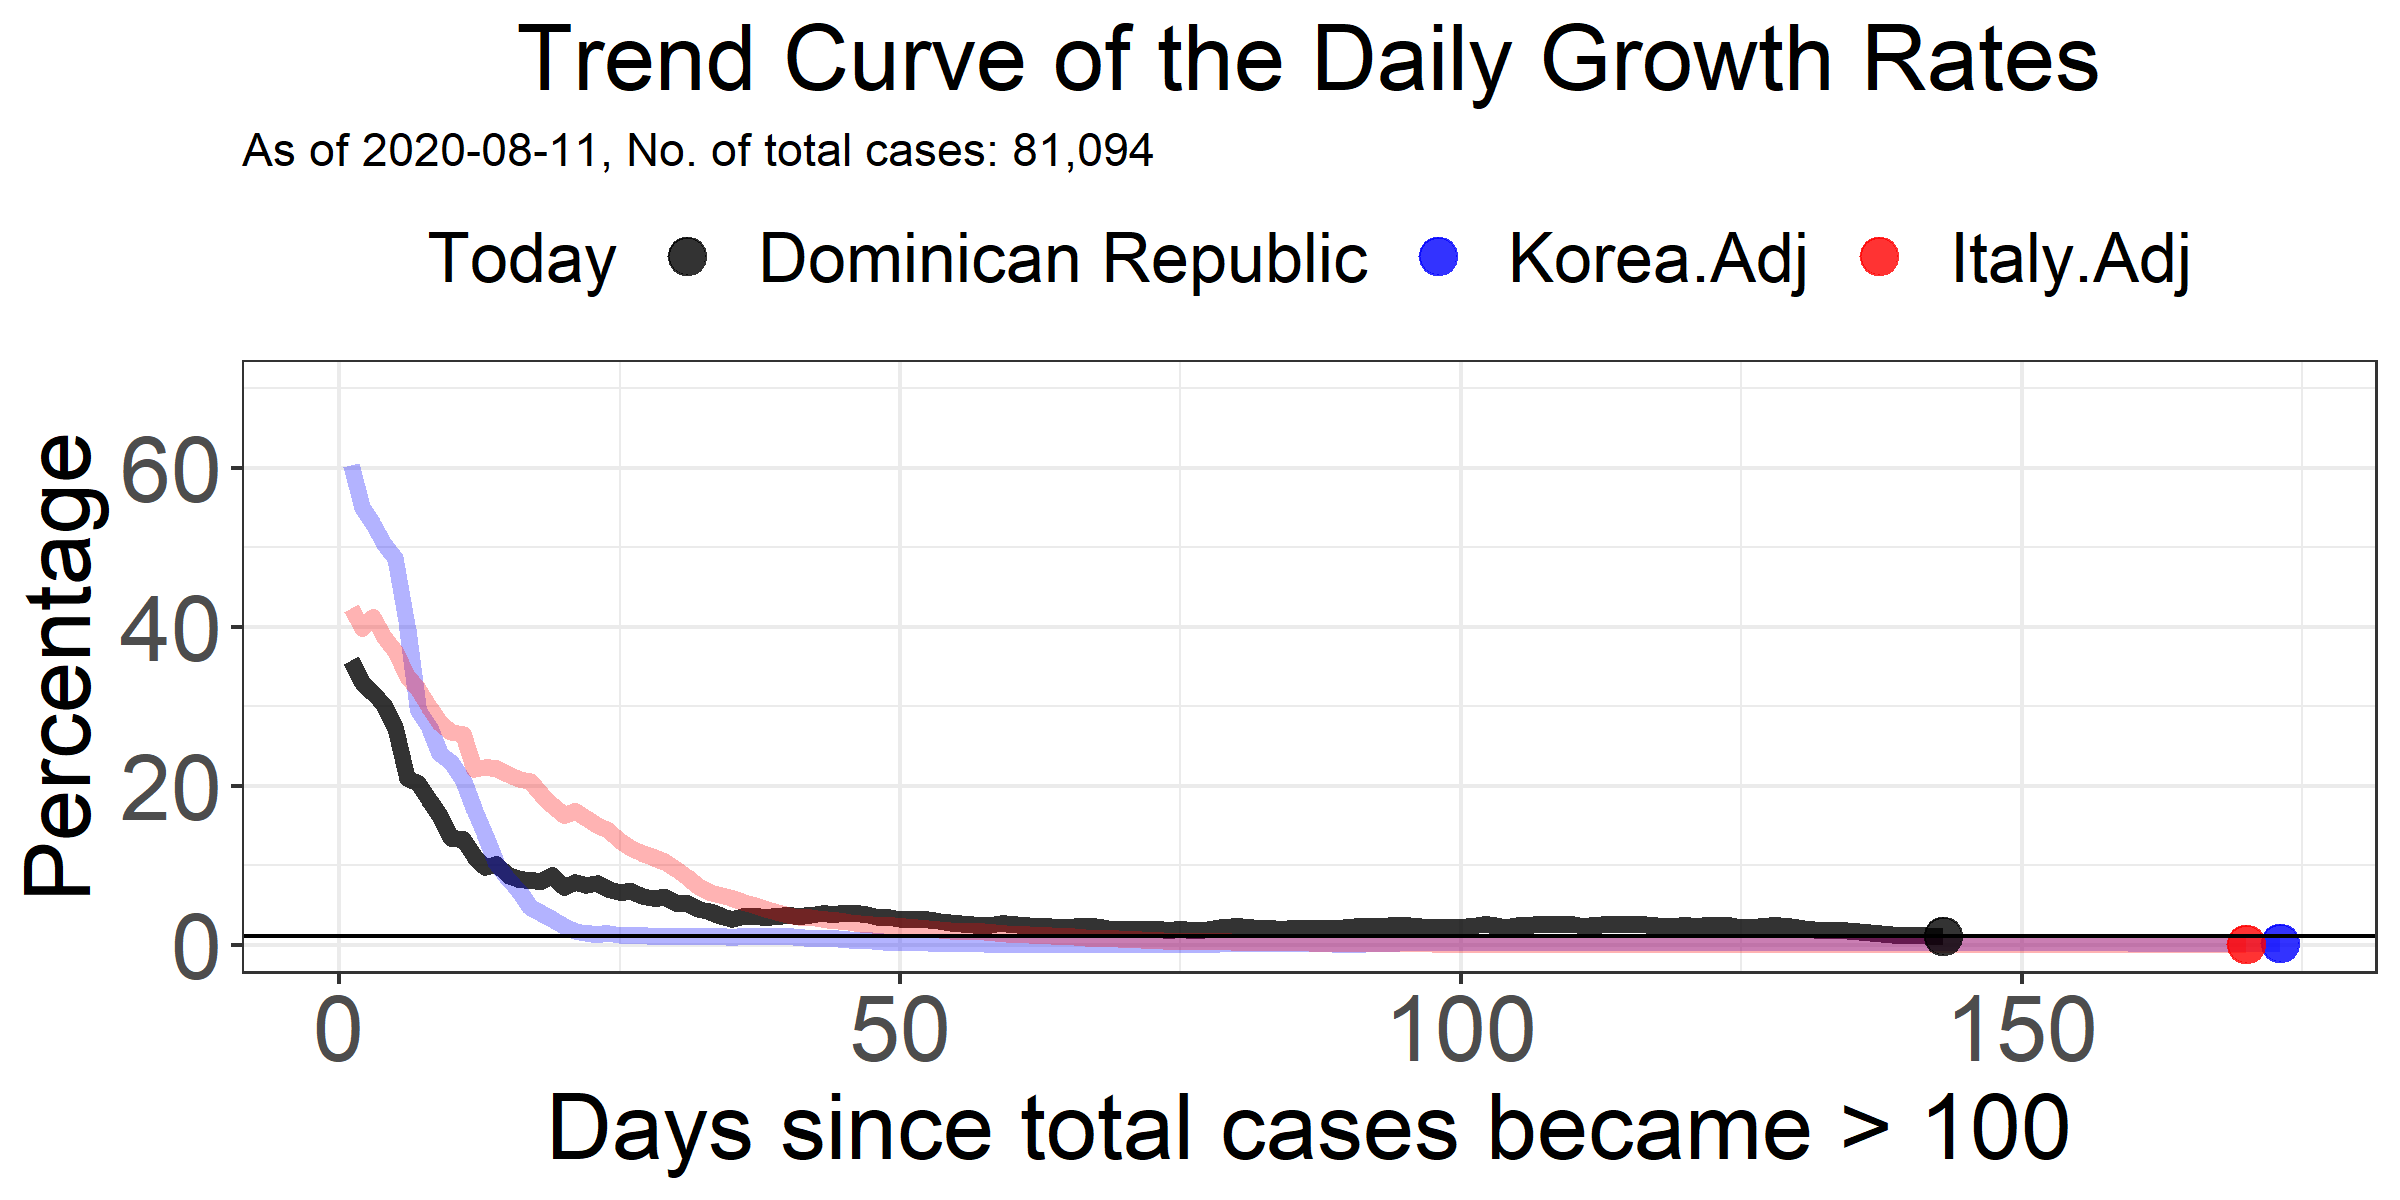 Trend Curve of the Daily Growth Rates
As of 2020-08-11, No. of total cases: 81,094
Today Dominican Republic Korea.Adj Italy.Adj
Percentage
60
40
20
0
0 50 100 150
Days since total cases became > 100